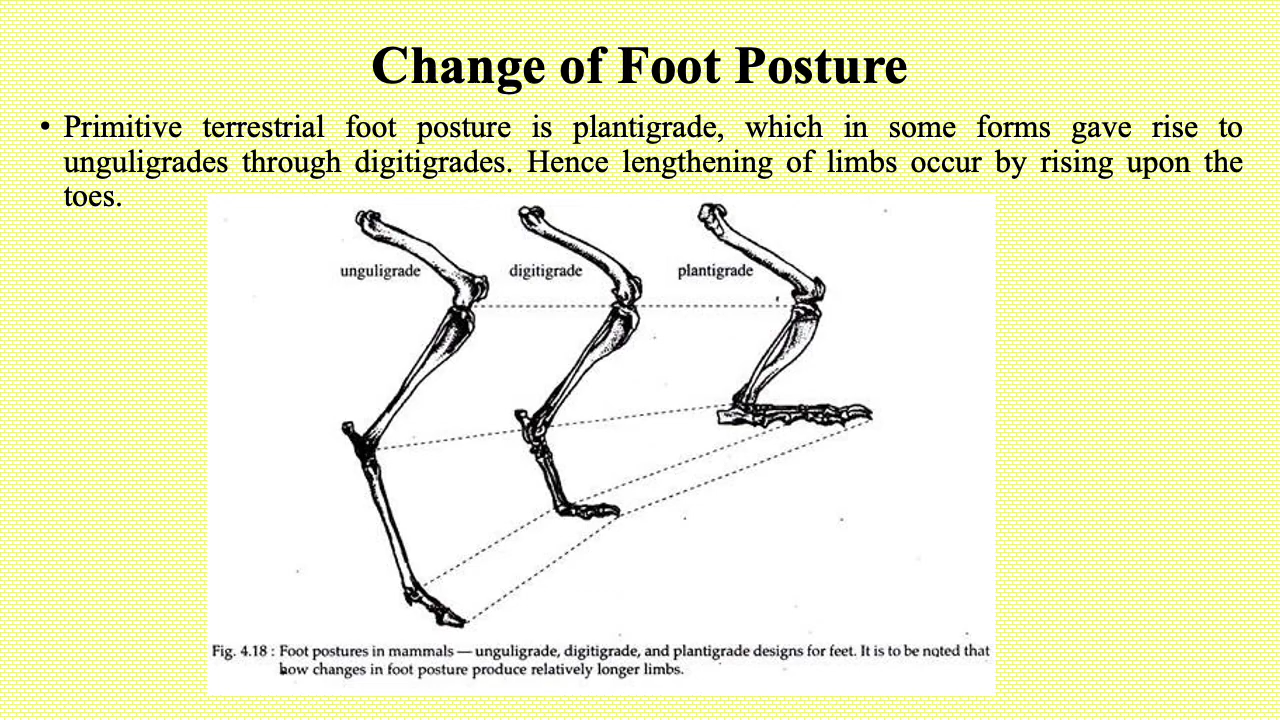 Change of Foot Posture
• Primitive terrestrial foot posture is plantigrade, which in some forms gave rise to
unguligrades through digitigrades. Hence lengthening of limbs occur by rising upon the
toes.
unguligrade
digitigrade
plantigrade
Fig. 4.18 : Foot postures in mammals — unguligrade, digitigrade, and plantigrade designs for feet. It is to be noted that
how changes in foot posture produce relatively longer limbs.